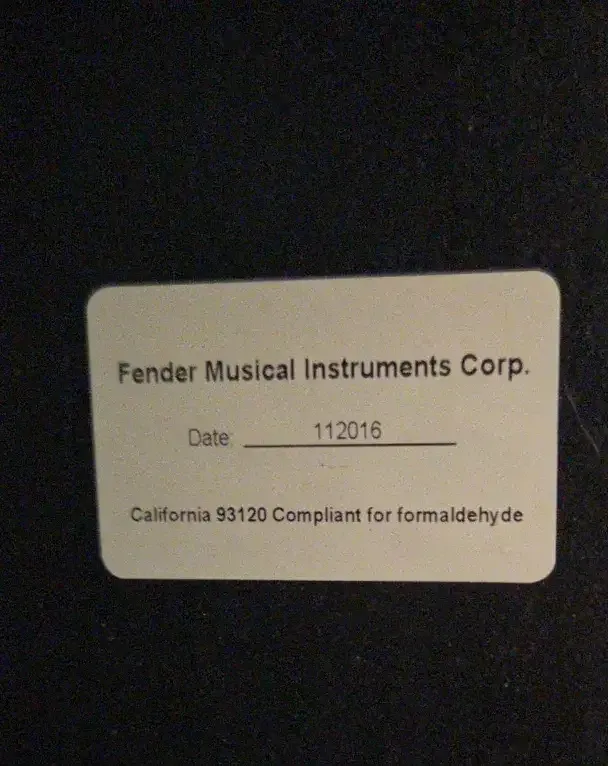 Fender Musical Instruments Corp.
Date: 112016
California 93120 Compliant for formaldehyde